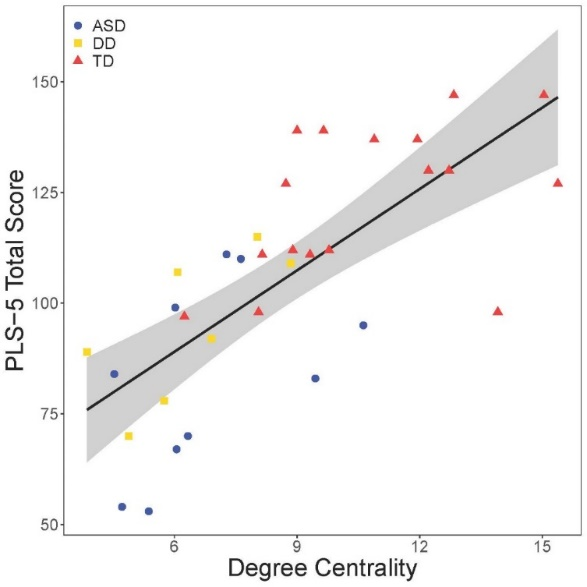 ASD
DD
TD
150
125
100
75
50
PLS-5 Total Score
6 9 12 15
Degree Centrality